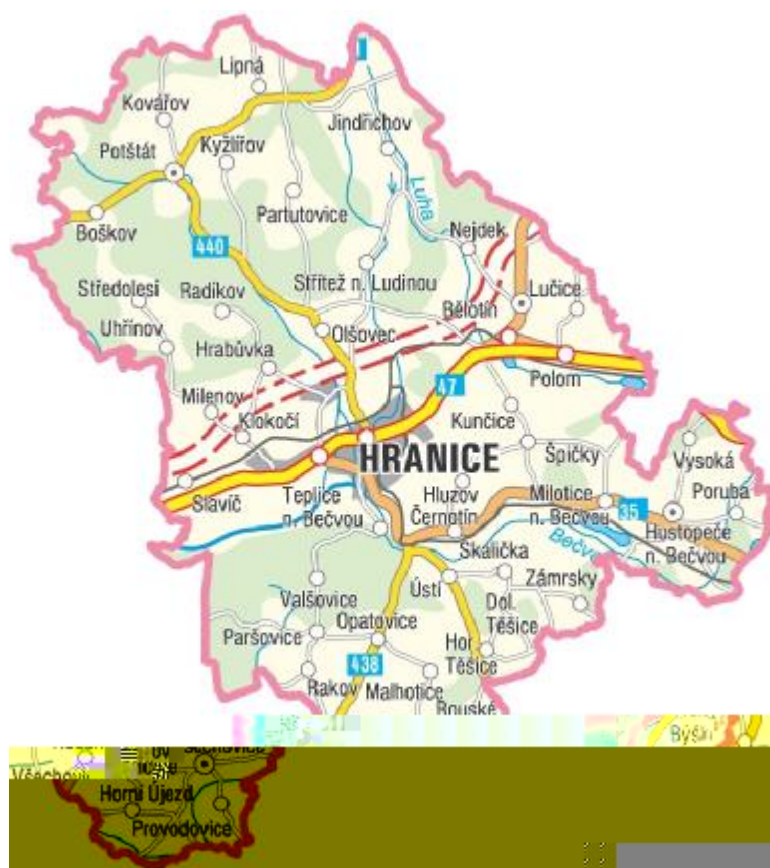 Lipná
Kovářov
Jindřichov
Potštát
Kyžlířov
Luha
Partutovice
Boškov
Nejdek
440
Střítež n. Ludinou
Středolesí
Radíkov
Lučice
Bělotín
Uhřínov
Olšovec
Hrabůvka
Polom
47
Milenov
Kunčice
Klokočí
HRANICE
Špičky
Vysoká
Slavíč
Teplice
n. Bečvou
Hluzov
Milotice
n. Bečvou
Poruba
35
Černotín
Hustopeče
n. Bečvou
Skalička
Zámrsky
Ústí
Valšovice
Dol.
Těšice
Opatovice
Paršovice
Hor.
Těšice
438
Rakov
Malhotice
Rouské
Horní Újezd
Provodovice